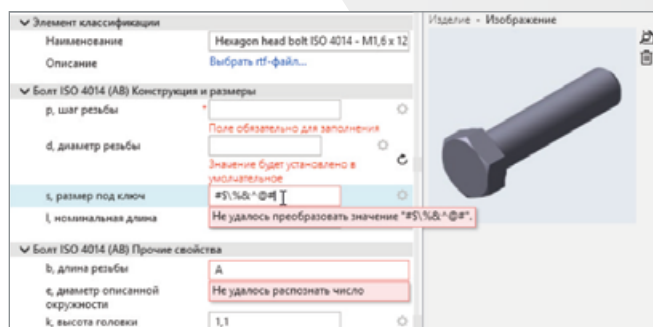 Элемент классификации
Изделие - Изображение
Наименование
Hexagon head bolt ISO 4014 - M1,6 x 12
Описание
Выбрать rtf-файл...
Болт ISO 4014 (АВ) Конструкция и размеры
p, шаг резьбы
*
Поле обязательно для заполнения
d, диаметр резьбы
Значение будет установлено в
умолчательное
s, размер под ключ
#$\%&^@#
l, номинальная длина
Не удалось преобразовать значение "#$\%&^@#".
Болт ISO 4014 (АВ) Прочие свойства
b, длина резьбы
A
e, диаметр описанной
окружности
Не удалось распознать число
k, высота головки
1,1